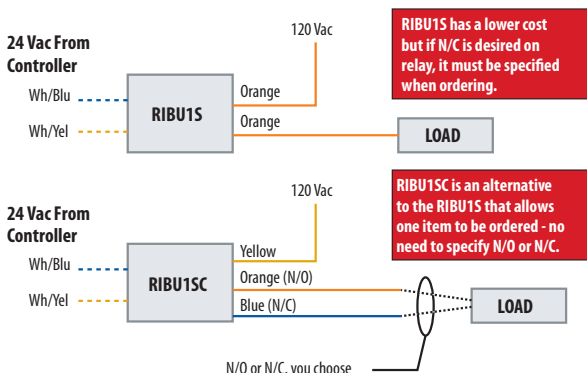 120 Vac
RIBU1S has a lower cost
but if N/C is desired on
relay, it must be specified
when ordering.
24 Vac From
Controller
Wh/Blu
Wh/Yel
RIBU1S
Orange
Orange
LOAD
120 Vac
RIBU1SC is an alternative
to the RIBU1S that allows
one item to be ordered - no
need to specify N/O or N/C.
24 Vac From
Controller
Wh/Blu
Wh/Yel
RIBU1SC
Yellow
Orange (N/O)
Blue (N/C)
LOAD
N/O or N/C, you choose